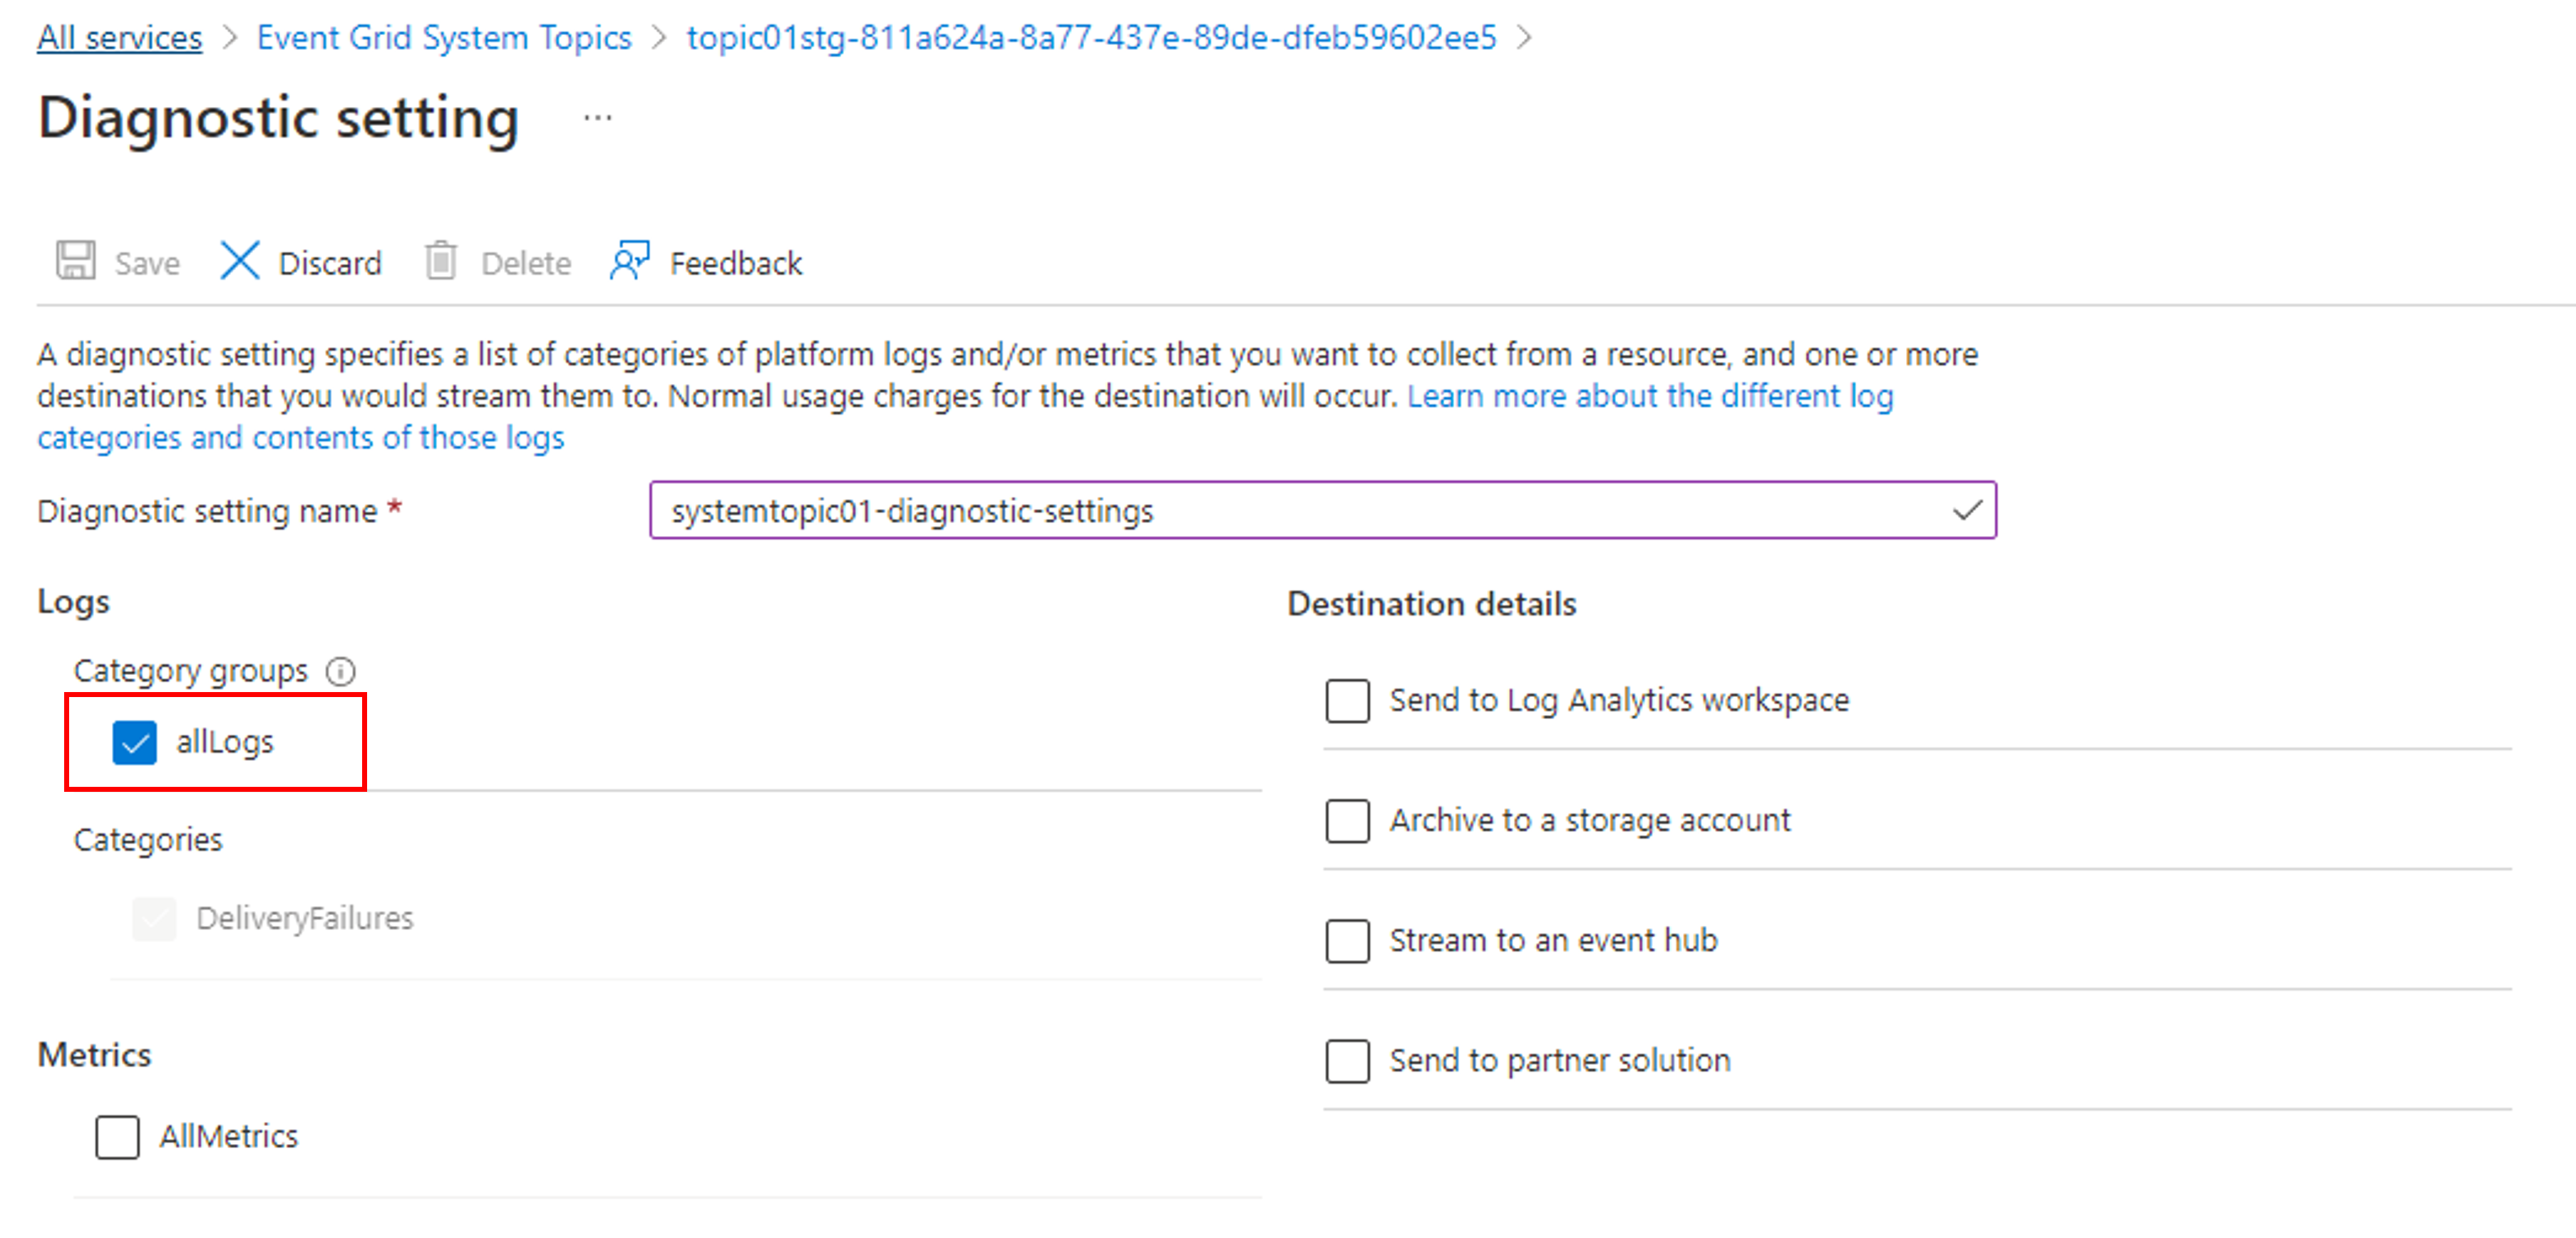 All services > Event Grid System Topics > topic01stg-811a624a-8a77-437e-89de-dfeb59602ee5 >
Diagnostic setting ...
Save Discard Delete Feedback
A diagnostic setting specifies a list of categories of platform logs and/or metrics that you want to collect from a resource, and one or more
destinations that you would stream them to. Normal usage charges for the destination will occur. Learn more about the different log
categories and contents of those logs
Diagnostic setting name *
systemtopic01-diagnostic-settings
Logs
Category groups
allLogs
Categories
DeliveryFailures
Metrics
AllMetrics
Destination details
Send to Log Analytics workspace
Archive to a storage account
Stream to an event hub
Send to partner solution